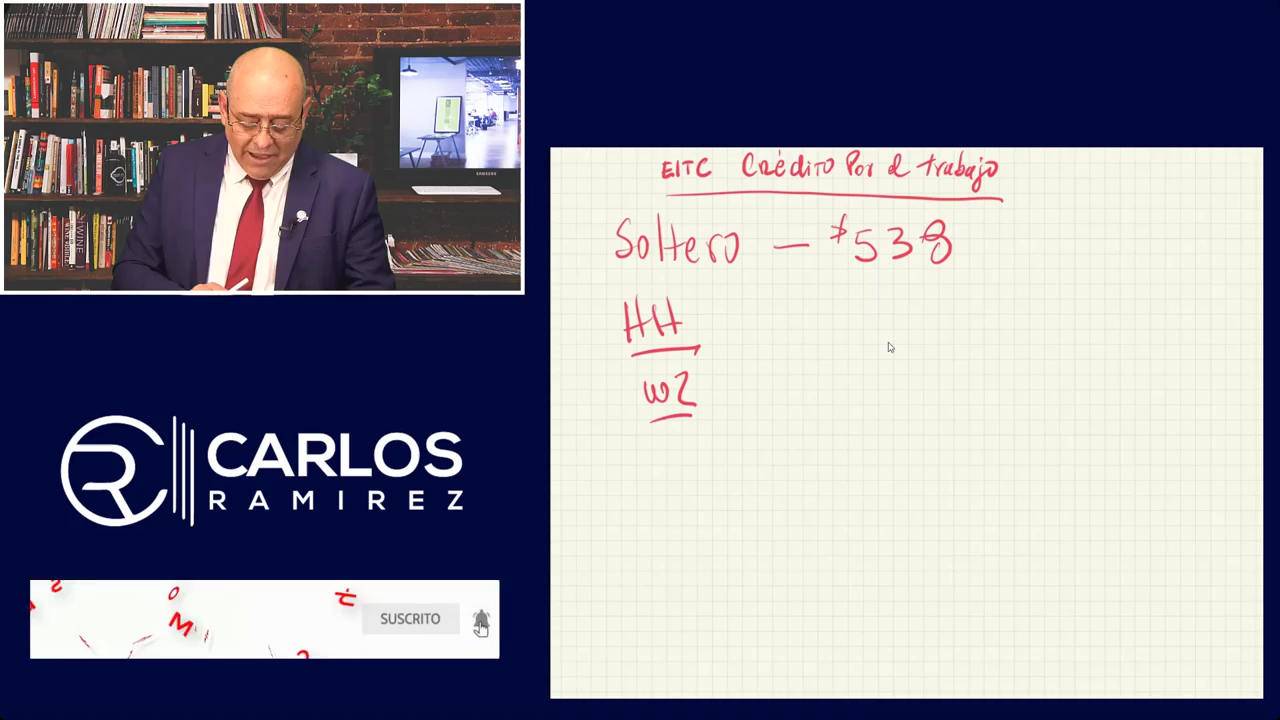 EITC Crédito Por el trabajo
Soltero — $538
HH
W2
CARLOS
RAMIREZ
SUSCRITO